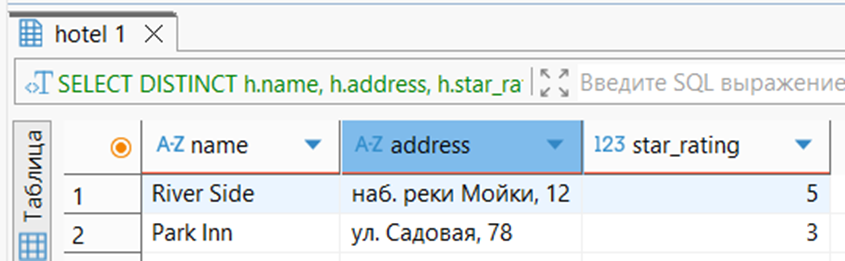 hotel 1
SELECT DISTINCT h.name, h.address, h.star_ra
Введите SQL выражение
Таблица
A-Z name A-Z address 123 star_rating
1 River Side наб. реки Мойки, 12 5
2 Park Inn ул. Садовая, 78 3